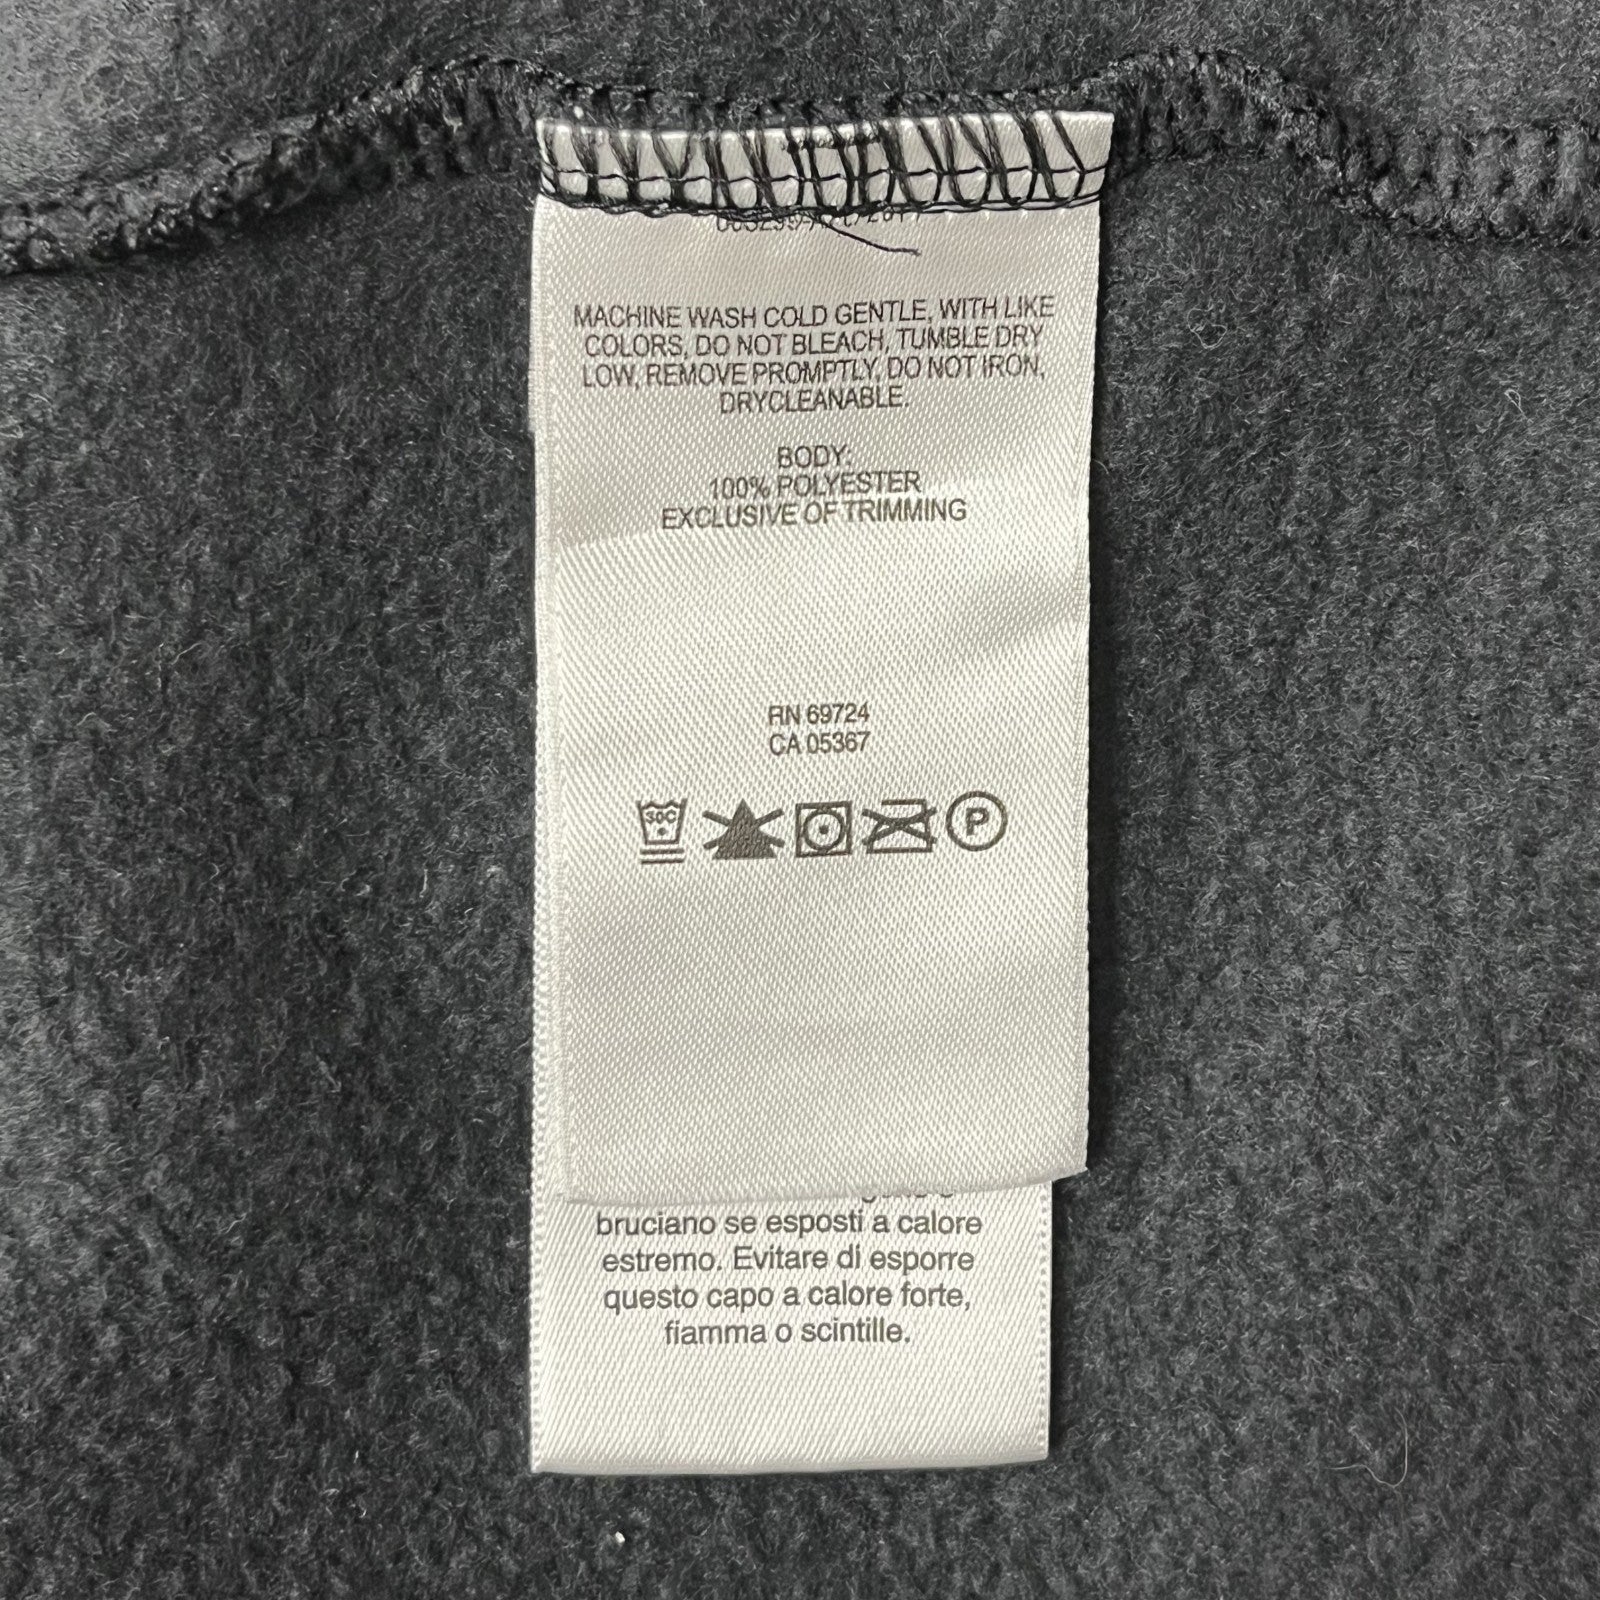 MACHINE WASH COLD GENTLE, WITH LIKE
COLORS, DO NOT BLEACH, TUMBLE DRY
LOW, REMOVE PROMPTLY, DO NOT IRON,
DRYCLEANABLE.
BODY:
100% POLYESTER
EXCLUSIVE OF TRIMMING
RN 69724
CA 05367
30C
P
bruciano se esposti a calore
estremo. Evitare di esporre
questo capo a calore forte,
fiamma o scintille.